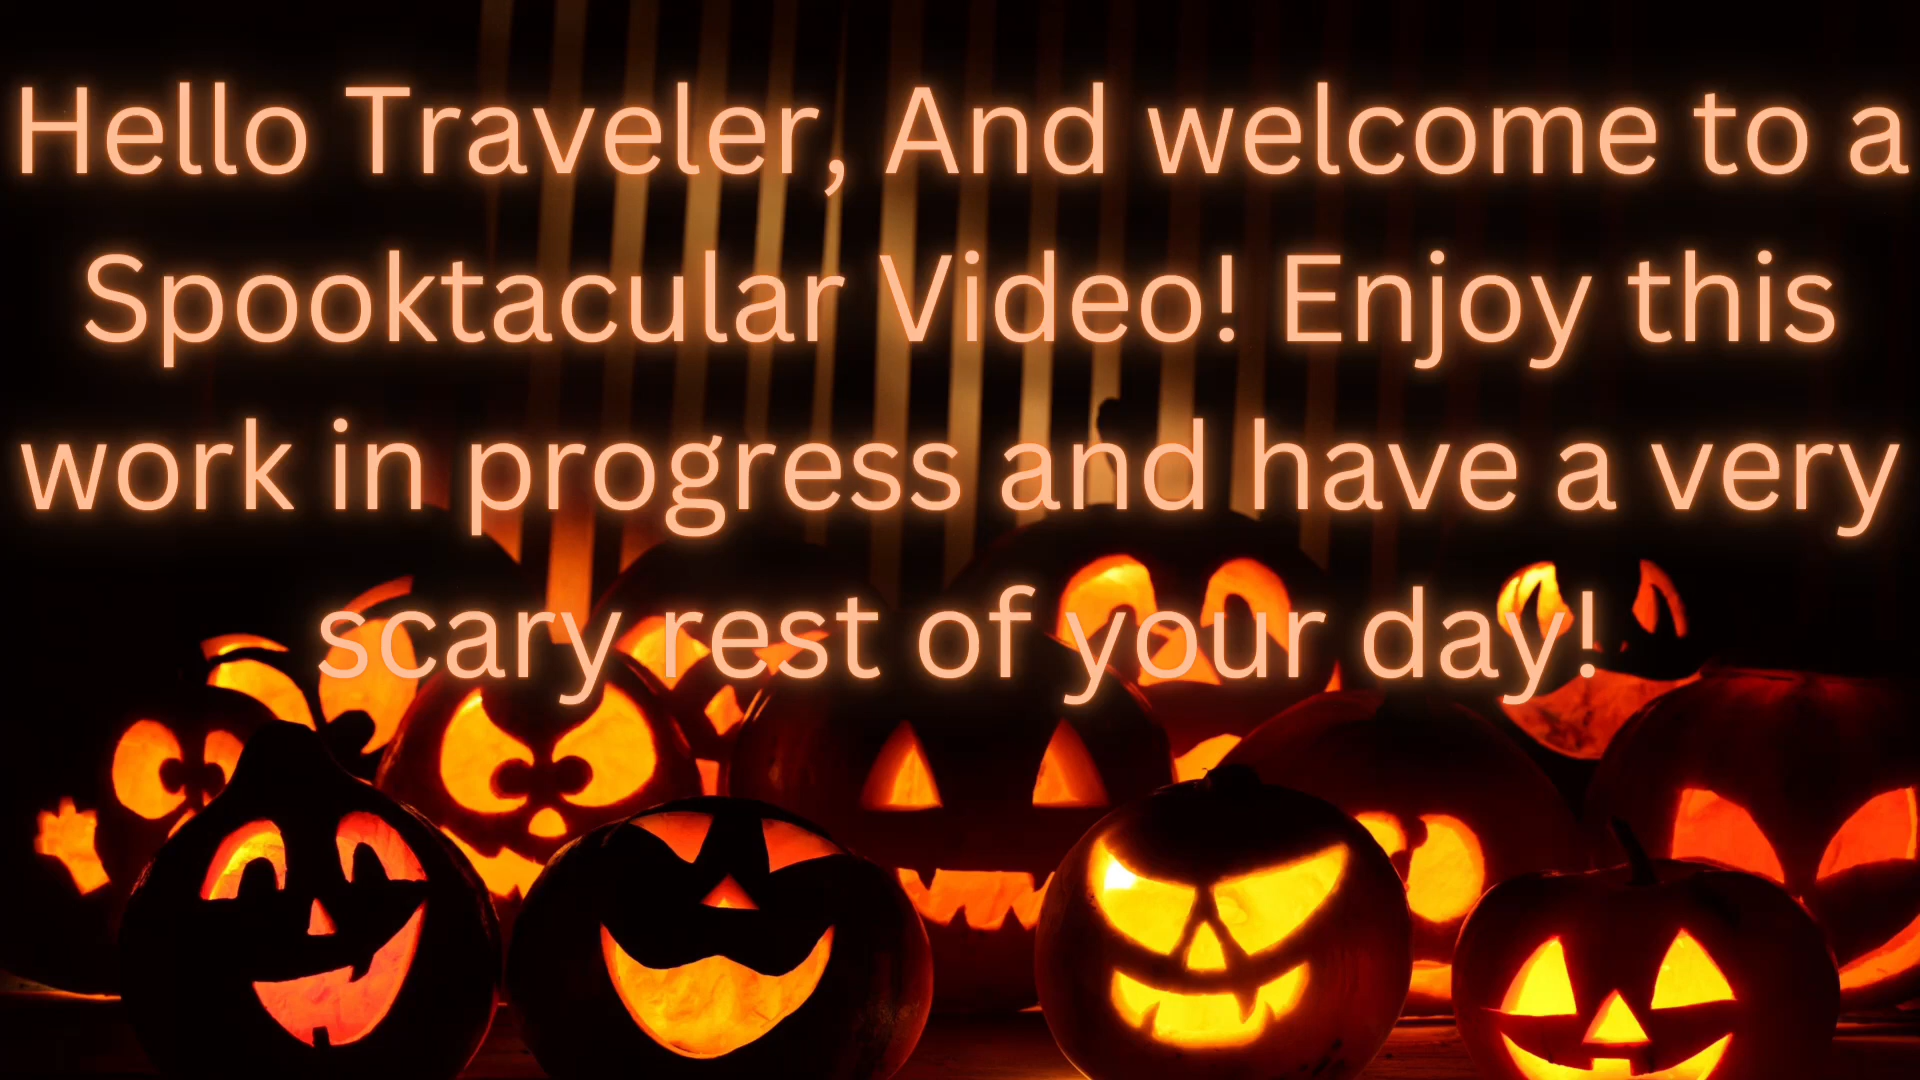 Hello Traveler, And welcome to a
Spooktacular Video! Enjoy this
work in progress and have a very
scary rest of your day!